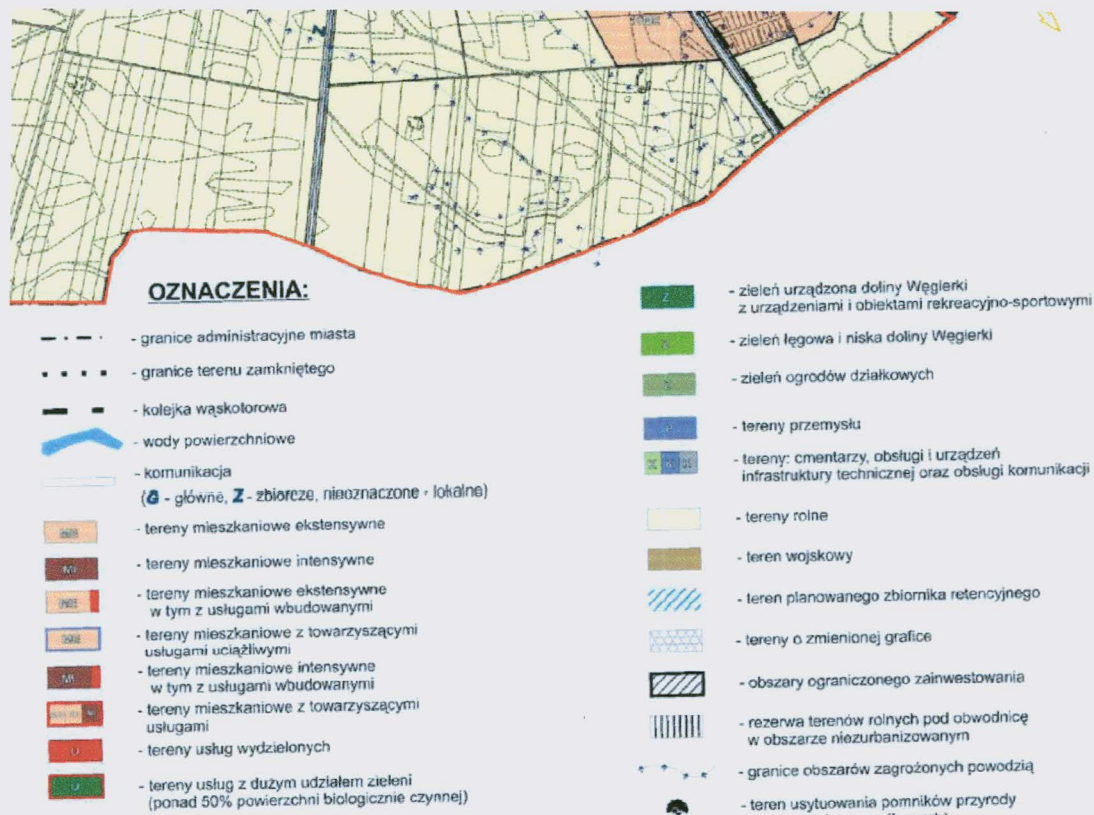 Z
OZNACZENIA:
- granice administracyjne miasta
- granice terenu zamkniętego
- kolejka wąskotorowa
- wody powierzchniowe
- komunikacja
(G - główne, Z - zbiorcze, nieoznaczone - lokalne)
- tereny mieszkaniowe ekstensywne
MI
- tereny mieszkaniowe intensywne
- tereny mieszkaniowe ekstensywne
w tym z usługami wbudowanymi
- tereny mieszkaniowe z towarzyszącymi
usługami uciążliwymi
MI
- tereny mieszkaniowe intensywne
w tym z usługami wbudowanymi
- tereny mieszkaniowe z towarzyszącymi
usługami
U
- tereny usług wydzielonych
U
- tereny usług z dużym udziałem zieleni
(ponad 50% powierzchni biologicznie czynnej)
Z
- zieleń urządzona doliny Węgierki
z urządzeniami i obiektami rekreacyjno-sportowymi
- zieleń łęgowa i niska doliny Węgierki
- zieleń ogrodów działkowych
- tereny przemysłu
- tereny: cmentarzy, obsługi i urządzeń
infrastruktury technicznej oraz obsługi komunikacji
- tereny rolne
- teren wojskowy
- teren planowanego zbiornika retencyjnego
- tereny o zmienionej grafice
- obszary ograniczonego zainwestowania
- rezerwa terenów rolnych pod obwodnicę
w obszarze niezurbanizowanym
- granice obszarów zagrożonych powodzią
- teren usytuowania pomników przyrody